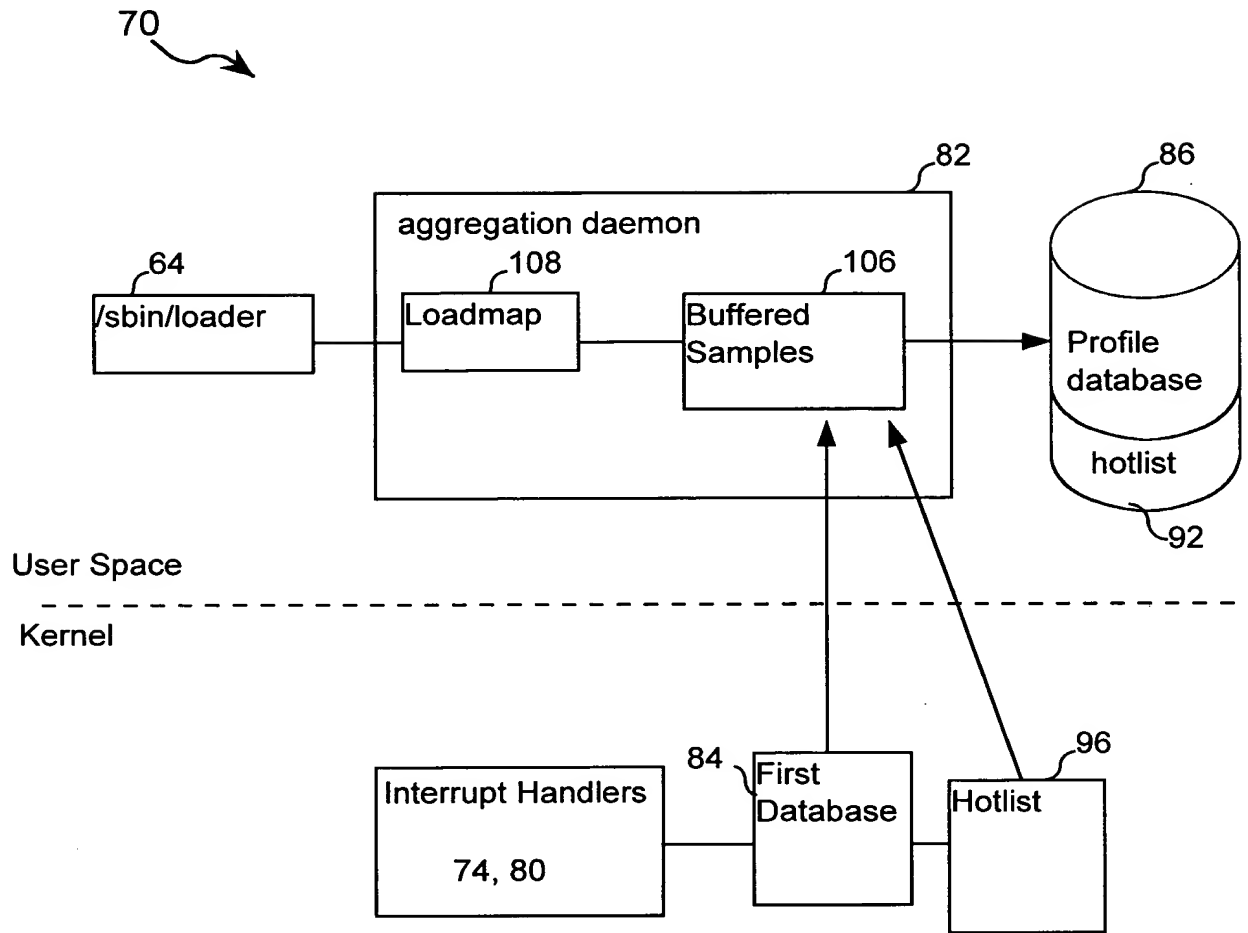 70
82
86
aggregation daemon
64
108
106
/sbin/loader
Loadmap
Buffered
Samples
Profile
database
hotlist
92
User Space
Kernel
84
96
Interrupt Handlers
74, 80
First
Database
Hotlist